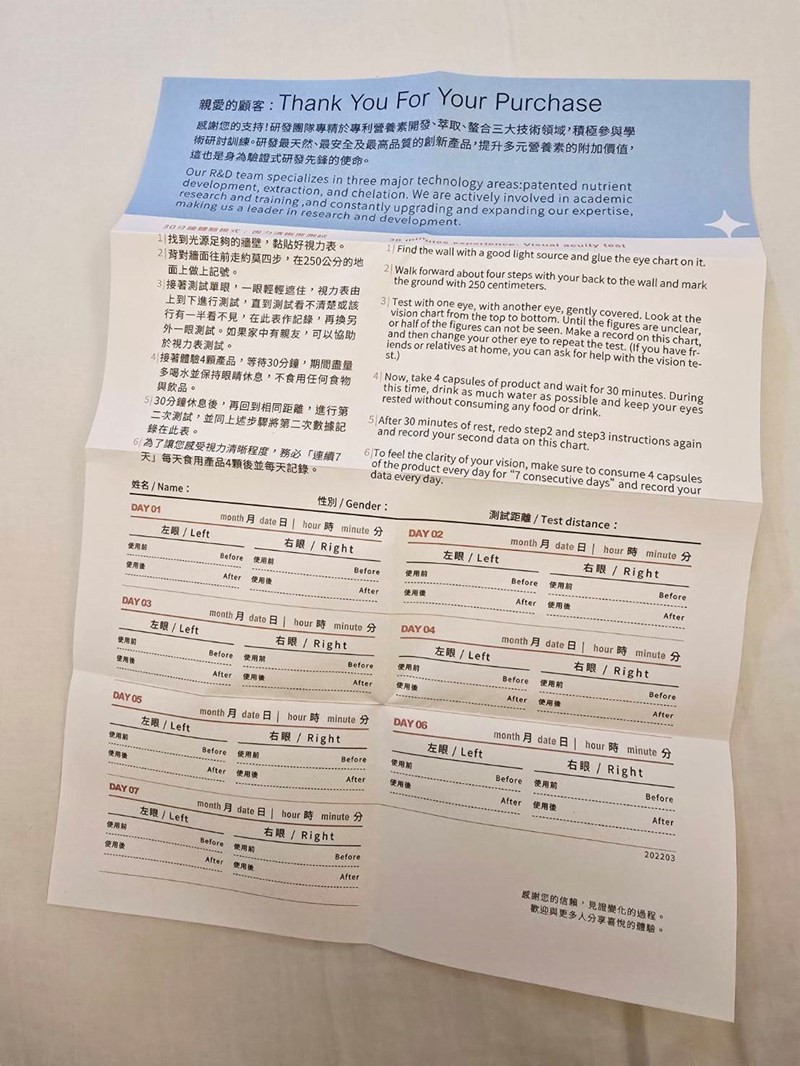 親愛的顧客：Thank You For Your Purchase
感謝您的支持！研發團隊專精於專利營養素開發、萃取、螯合三大技術領域，積極參與學
術研討訓練。研發最天然、最安全及最高品質的創新產品，提升多元營養素的附加價值，
這也是身為驗證式研發先鋒的使命。
Our R&D team specializes in three major technology areas:patented nutrient
development, extraction, and chelation. We are actively involved in academic
research and training ,and constantly upgrading and expanding our expertise,
making us a leader in research and development.
30分鐘體驗模式：視力清晰度測試
1|找到光源足夠的牆壁，黏貼好視力表。
2|背對牆面往前走約莫四步，在250公分的地
面上做上記號。
3|接著測試單眼，一眼輕輕遮住，視力表由
上到下進行測試，直到測試看不清楚或該
行有一半看不見，在此表作記錄，再換另
外一眼測試。如果家中有親友，可以協助
於視力表測試。
4|接著體驗4顆產品，等待30分鐘，期間盡量
多喝水並保持眼睛休息，不食用任何食物
與飲品。
5|30分鐘休息後，再回到相同距離，進行第
二次測試，並同上述步驟將第二次數據記
錄在此表。
6|為了讓您感受視力清晰程度，務必「連續7
天」每天食用產品4顆後並每天記錄。
30 minutes experience: Visual acuity test
1| Find the wall with a good light source and glue the eye chart on it.
2| Walk forward about four steps with your back to the wall and mark
the ground with 250 centimeters.
3| Test with one eye, with another eye, gently covered. Look at the
vision chart from the top to bottom. Until the figures are unclear,
or half of the figures can not be seen. Make a record on this chart,
and then change your other eye to repeat the test. (If you have fr-
iends or relatives at home, you can ask for help with the vision te-
st.)
4| Now, take 4 capsules of product and wait for 30 minutes. During
this time, drink as much water as possible and keep your eyes
rested without consuming any food or drink.
5|After 30 minutes of rest, redo step2 and step3 instructions again
and record your second data on this chart.
6|To feel the clarity of your vision, make sure to consume 4 capsules
of the product every day for "7 consecutive days" and record your
data every day.
姓名 / Name： 性別 / Gender： 測試距離 / Test distance：
DAY 01 month 月 date 日 | hour 時 minute 分
左眼 / Left 右眼 / Right
使用前 Before 使用前 Before
使用後 After 使用後 After
DAY 02 month 月 date 日 | hour 時 minute 分
左眼 / Left 右眼 / Right
使用前 Before 使用前 Before
使用後 After 使用後 After
DAY 03 month 月 date 日 | hour 時 minute 分
左眼 / Left 右眼 / Right
使用前 Before 使用前 Before
使用後 After 使用後 After
DAY 04 month 月 date 日 | hour 時 minute 分
左眼 / Left 右眼 / Right
使用前 Before 使用前 Before
使用後 After 使用後 After
DAY 05 month 月 date 日 | hour 時 minute 分
左眼 / Left 右眼 / Right
使用前 Before 使用前 Before
使用後 After 使用後 After
DAY 06 month 月 date 日 | hour 時 minute 分
左眼 / Left 右眼 / Right
使用前 Before 使用前 Before
使用後 After 使用後 After
DAY 07 month 月 date 日 | hour 時 minute 分
左眼 / Left 右眼 / Right
使用前 Before 使用前 Before
使用後 After 使用後 After
202203
感謝您的信賴，見證變化的過程。
歡迎與更多人分享喜悅的體驗。